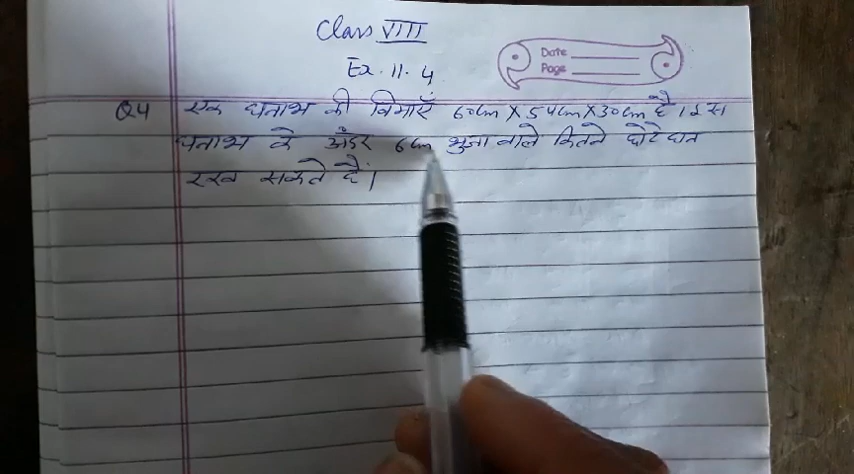 Class VIII
Ex. 11.4
Date
Page
Q4 एक घनाभ की विमाएँ 60cm X 54cm X 30cm है। इस
घनाभ के अंदर 6cm भुजा वाले कितने छोटे घन
रख सकते हैं।